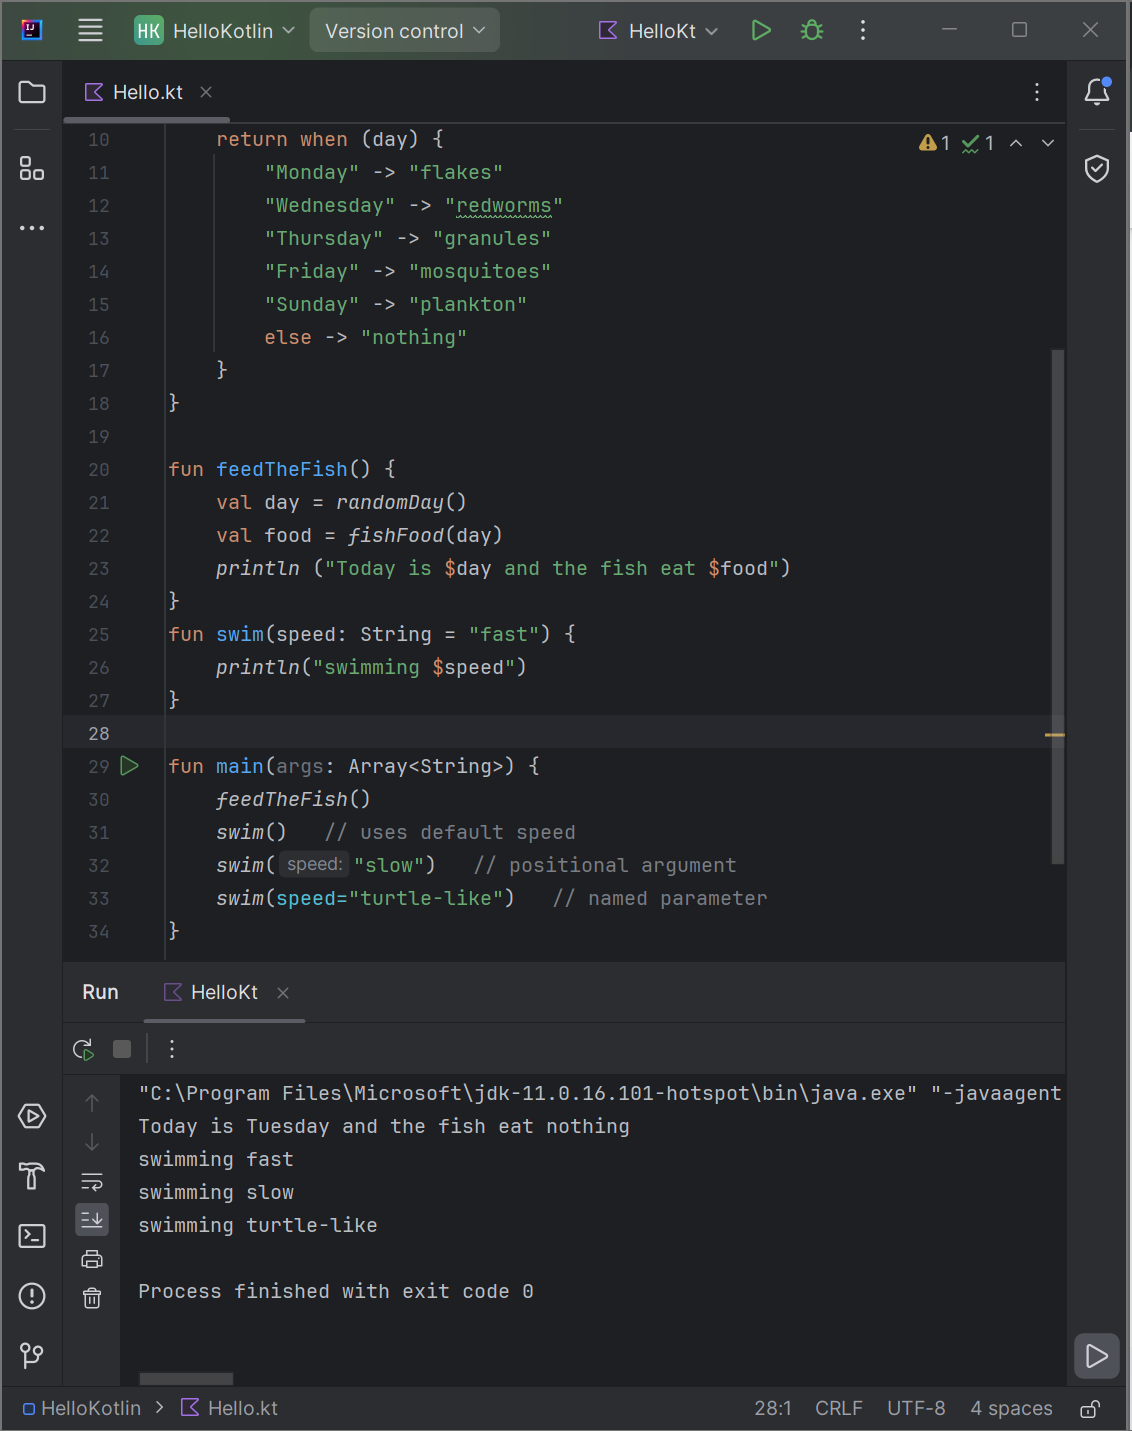 HK HelloKotlin Version control HelloKt
Hello.kt
10 return when (day) { 1 1
11 "Monday" -> "flakes"
12 "Wednesday" -> "redworms"
13 "Thursday" -> "granules"
14 "Friday" -> "mosquitoes"
15 "Sunday" -> "plankton"
16 else -> "nothing"
17 }
18 }
19
20 fun feedTheFish() {
21 val day = randomDay()
22 val food = fishFood(day)
23 println ("Today is $day and the fish eat $food")
24 }
25 fun swim(speed: String = "fast") {
26 println("swimming $speed")
27 }
28
29 fun main(args: Array<String>) {
30 feedTheFish()
31 swim() // uses default speed
32 swim( speed: "slow") // positional argument
33 swim(speed="turtle-like") // named parameter
34 }
Run HelloKt
"C:\Program Files\Microsoft\jdk-11.0.16.101-hotspot\bin\java.exe" "-javaagent
Today is Tuesday and the fish eat nothing
swimming fast
swimming slow
swimming turtle-like
Process finished with exit code 0
HelloKotlin > Hello.kt 28:1 CRLF UTF-8 4 spaces